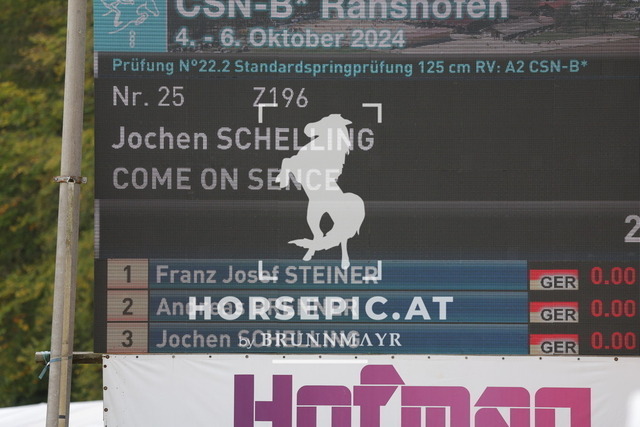 CSN-B* Ranshofen
4. - 6. Oktober 2024
Prüfung N°22.2 Standardspringprüfung 125 cm RV: A2 CSN-B*
Nr. 25 Z196
Jochen SCHELLING
COME ON SENCE
2
1 Franz Josef STEINER GER 0.00
2 GER 0.00
3 Jochen SCHELLING GER 0.00
HORSEPIC.AT
by BRUNNMAYR
Hofmann